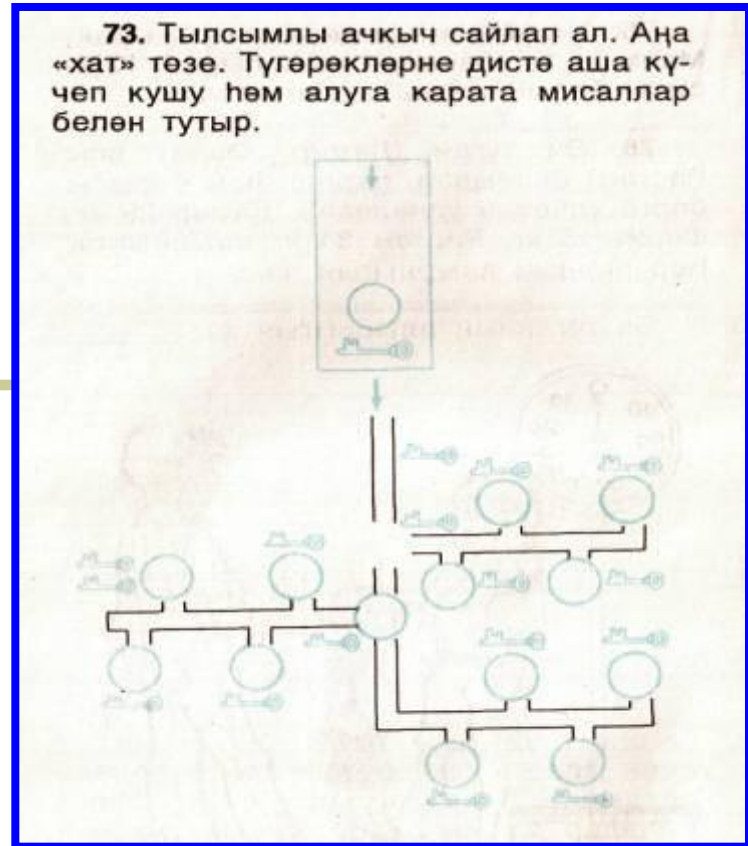 73. Тылсымлы ачкыч сайлап ал. Аңа
«хат» төзе. Түгәрәкләрне дистә аша кү-
чеп кушу һәм алуга карата мисаллар
белән тутыр.